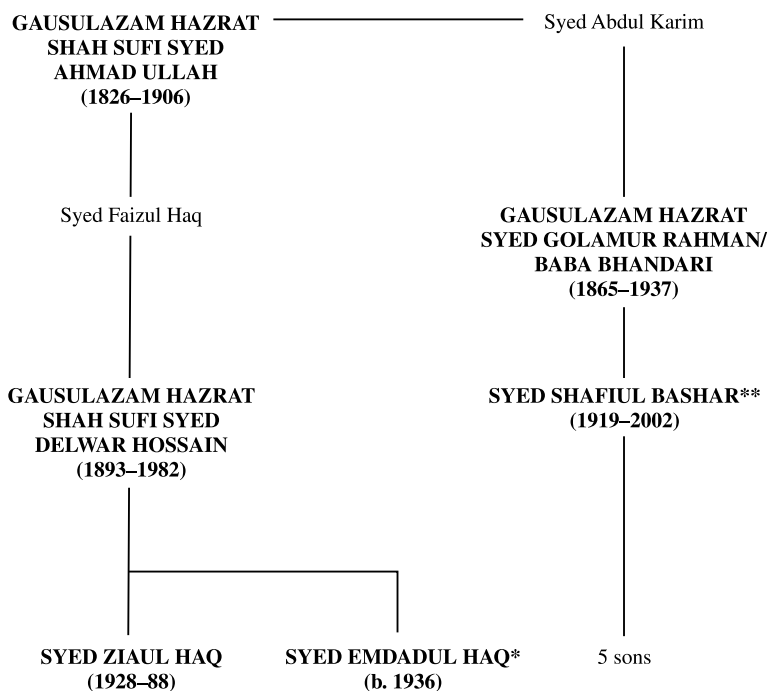 GAUSULAZAM HAZRAT
SHAH SUFI SYED
AHMAD ULLAH
(1826–1906)
Syed Abdul Karim
Syed Faizul Haq
GAUSULAZAM HAZRAT
SYED GOLAMUR RAHMAN/
BABA BHANDARI
(1865–1937)
GAUSULAZAM HAZRAT
SHAH SUFI SYED
DELWAR HOSSAIN
(1893–1982)
SYED SHAFIUL BASHAR**
(1919–2002)
SYED ZIAUL HAQ
(1928–88)
SYED EMDADUL HAQ*
(b. 1936)
5 sons